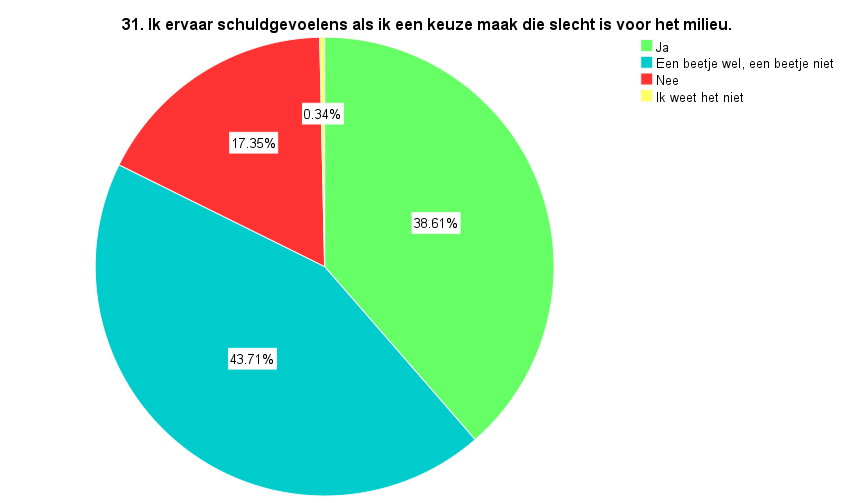 31. Ik ervaar schuldgevoelens als ik een keuze maak die slecht is voor het milieu.
Ja
Een beetje wel, een beetje niet
Nee
Ik weet het niet
0.34%
17.35%
38.61%
43.71%